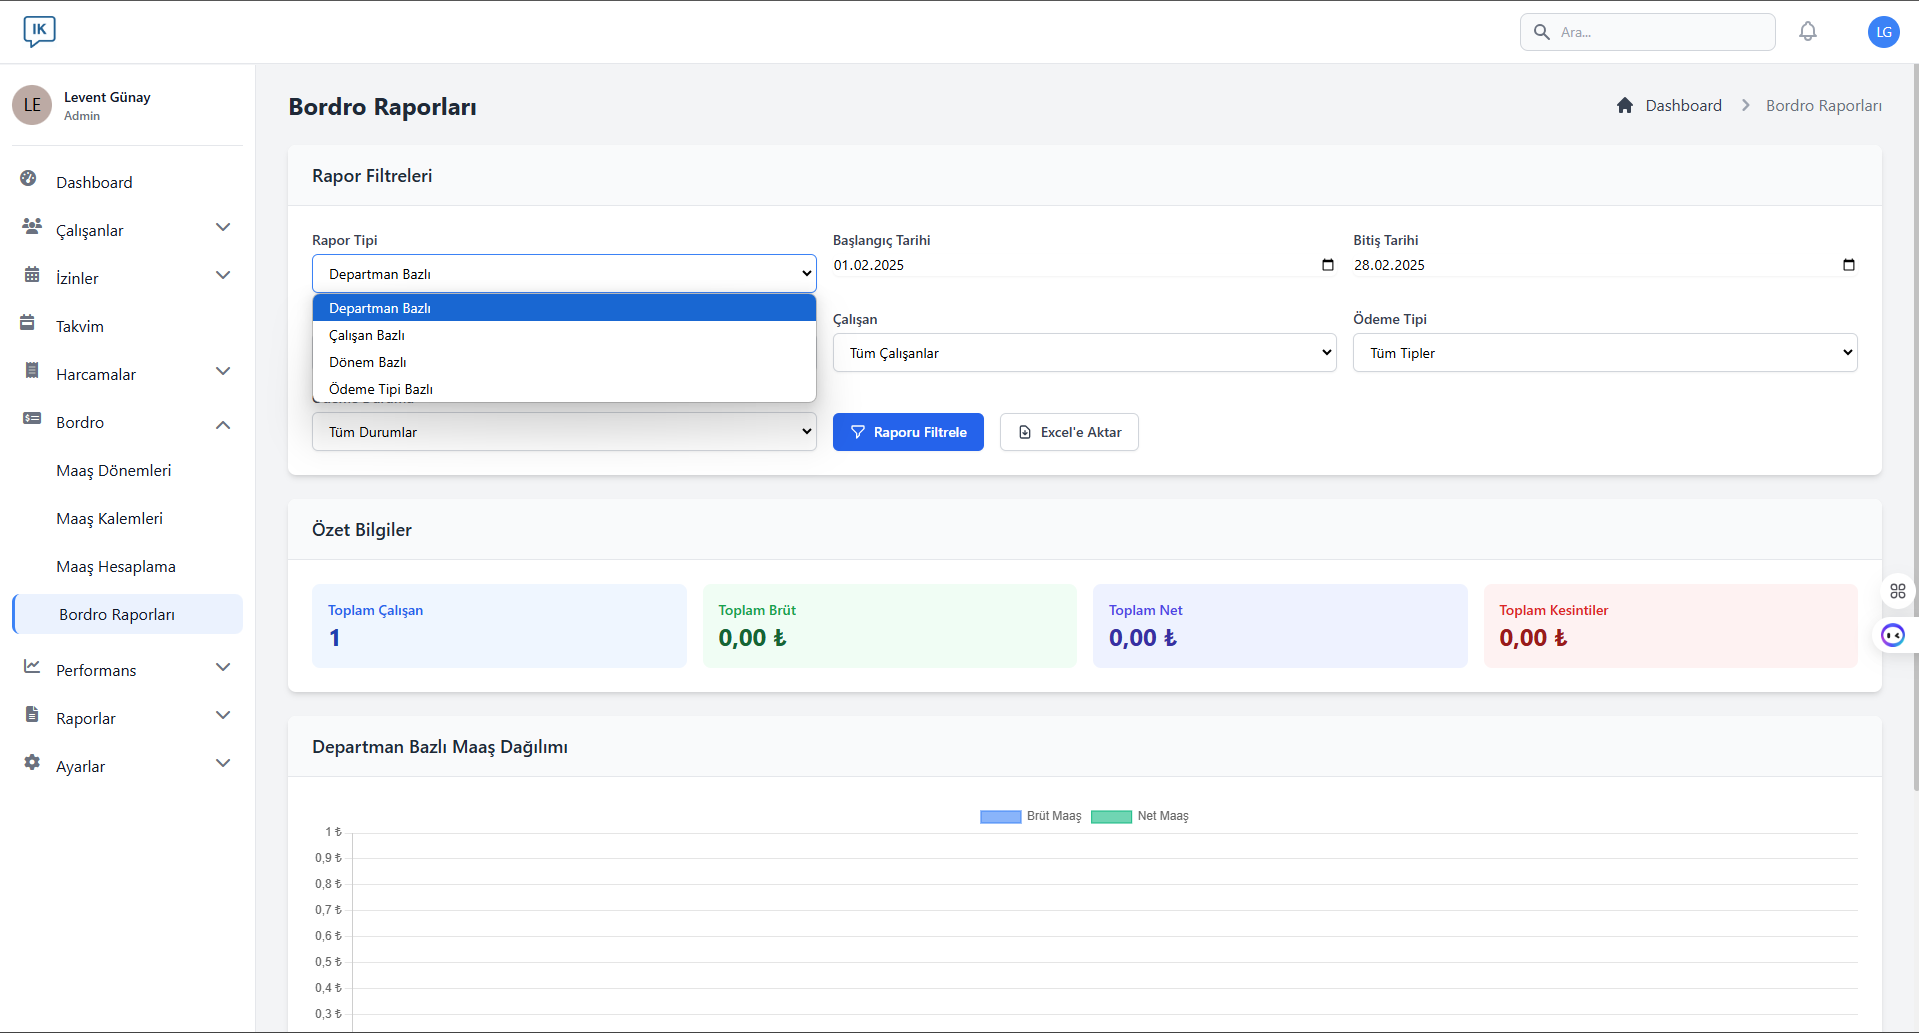 IK
Ara...
LG
LE
Levent Günay
Admin
Dashboard
Çalışanlar
İzinler
Takvim
Harcamalar
Bordro
Maaş Dönemleri
Maaş Kalemleri
Maaş Hesaplama
Bordro Raporları
Performans
Raporlar
Ayarlar
Bordro Raporları
Dashboard > Bordro Raporları
Rapor Filtreleri
Rapor Tipi
Departman Bazlı
Departman Bazlı
Çalışan Bazlı
Dönem Bazlı
Ödeme Tipi Bazlı
Başlangıç Tarihi
01.02.2025
Bitiş Tarihi
28.02.2025
Çalışan
Tüm Çalışanlar
Ödeme Tipi
Tüm Tipler
Tüm Durumlar
Raporu Filtrele
Excel'e Aktar
Özet Bilgiler
Toplam Çalışan
1
Toplam Brüt
0,00 ₺
Toplam Net
0,00 ₺
Toplam Kesintiler
0,00 ₺
Departman Bazlı Maaş Dağılımı
Brüt Maaş
Net Maaş
1 ₺
0,9 ₺
0,8 ₺
0,7 ₺
0,6 ₺
0,5 ₺
0,4 ₺
0,3 ₺